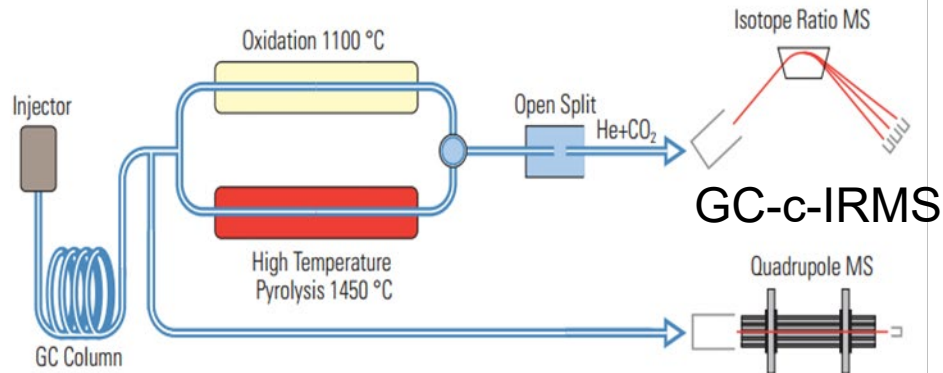 Isotope Ratio MS
Oxidation 1100 °C
Injector
Open Split
He+CO₂
GC-c-IRMS
High Temperature
Pyrolysis 1450 °C
Quadrupole MS
GC Column